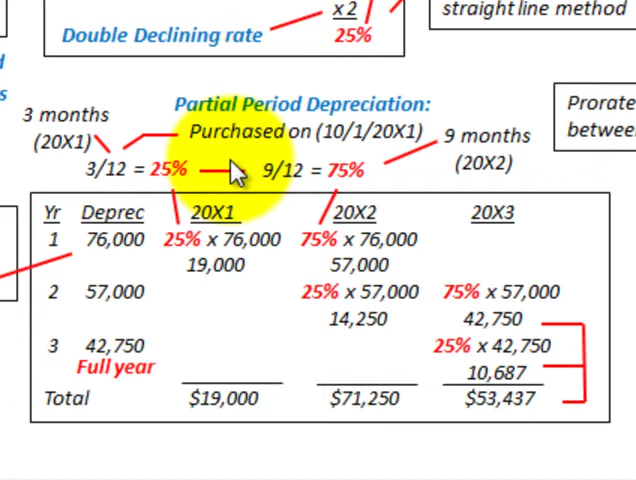 x 2
straight line method
Double Declining rate
25%
d
s
Partial Period Depreciation:
3 months
(20X1)
Purchased on (10/1/20X1)
9 months
(20X2)
Prorate
betwee
3/12 = 25%
9/12 = 75%
Yr Deprec 20X1 20X2 20X3
1 76,000 25% x 76,000 75% x 76,000
19,000 57,000
2 57,000 25% x 57,000 75% x 57,000
14,250 42,750
3 42,750 25% x 42,750
Full year 10,687
Total $19,000 $71,250 $53,437